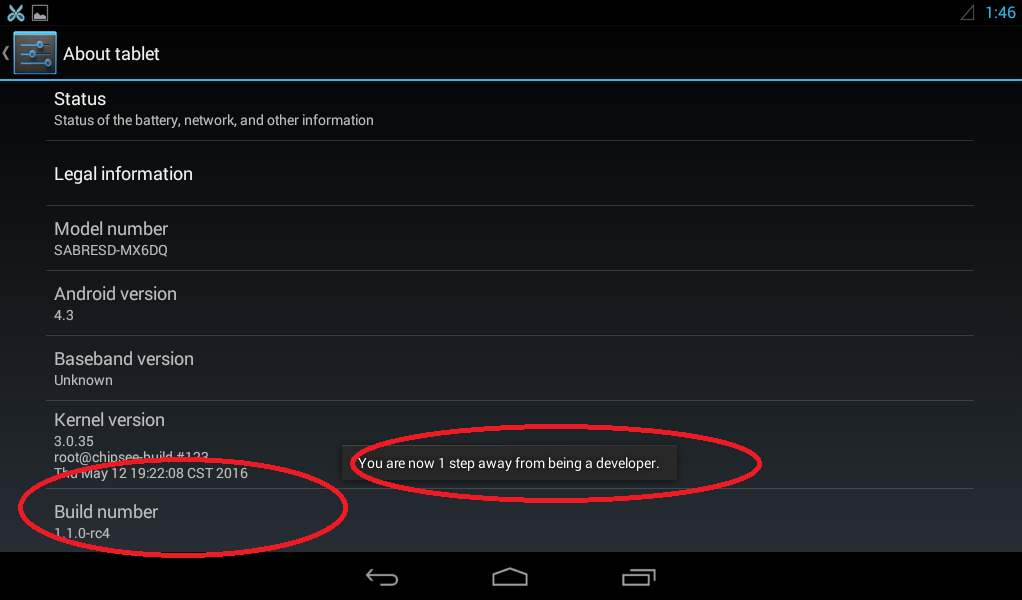 1:46
About tablet
Status
Status of the battery, network, and other information
Legal information
Model number
SABRESD-MX6DQ
Android version
4.3
Baseband version
Unknown
Kernel version
3.0.35
root@chipsee-build #123
Thu May 12 19:22:08 CST 2016
You are now 1 step away from being a developer.
Build number
1.1.0-rc4